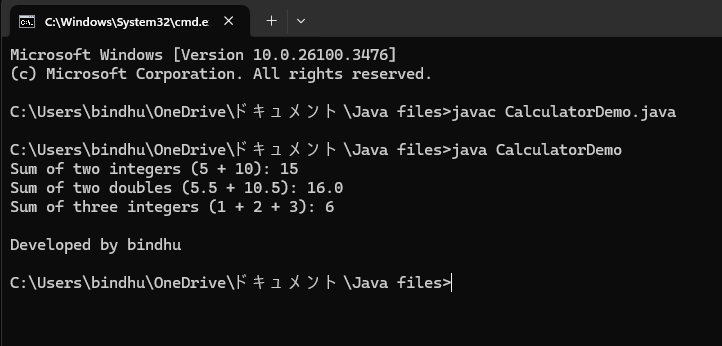 C:\Windows\System32\cmd.e
Microsoft Windows [Version 10.0.26100.3476]
(c) Microsoft Corporation. All rights reserved.
C:\Users\bindhu\OneDrive\ドキュメント\Java files>javac CalculatorDemo.java
C:\Users\bindhu\OneDrive\ドキュメント\Java files>java CalculatorDemo
Sum of two integers (5 + 10): 15
Sum of two doubles (5.5 + 10.5): 16.0
Sum of three integers (1 + 2 + 3): 6
Developed by bindhu
C:\Users\bindhu\OneDrive\ドキュメント\Java files>